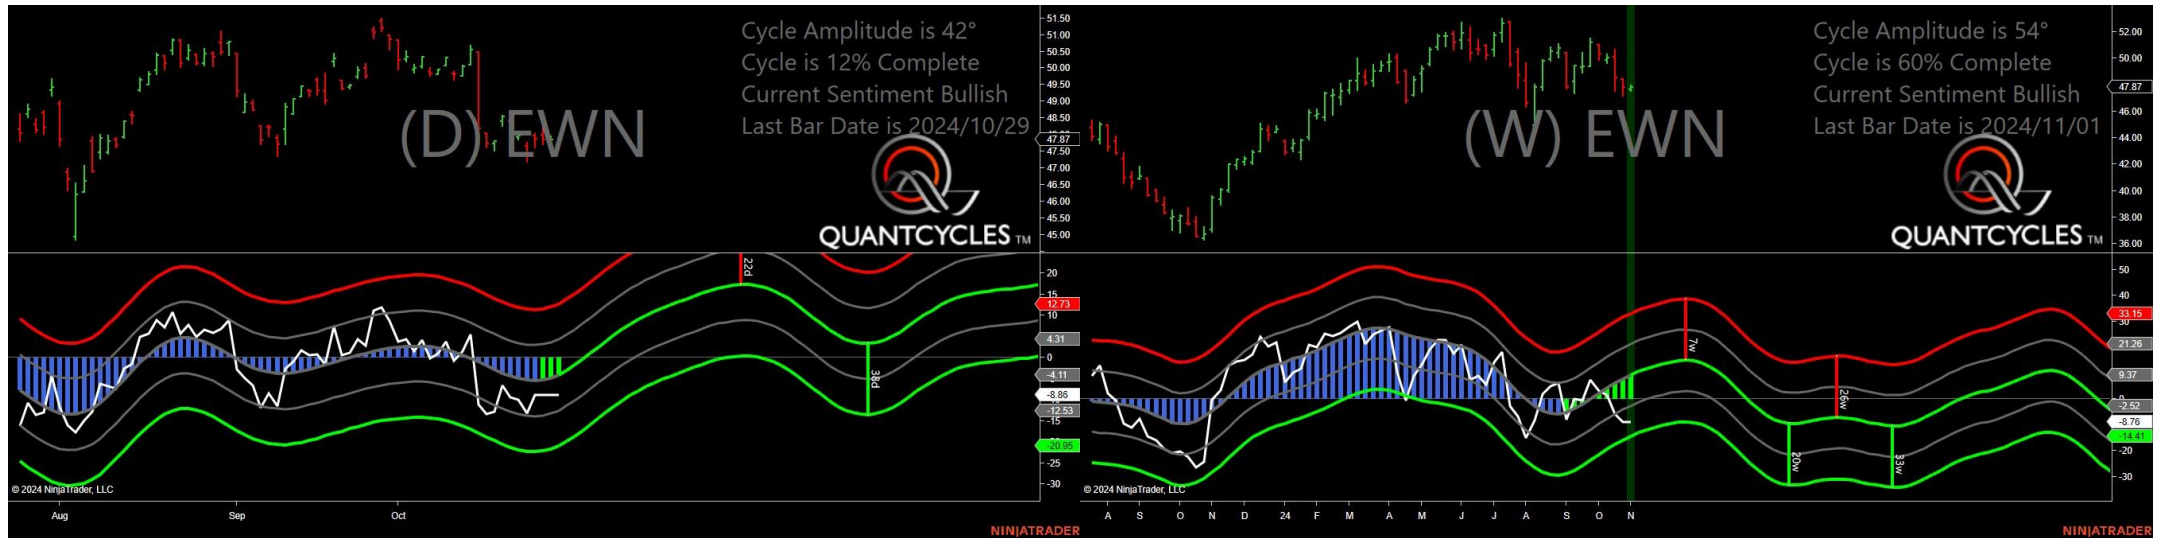 Cycle Amplitude is 42°
Cycle is 12% Complete
Current Sentiment Bullish
Last Bar Date is 2024/10/29
(D) EWN
QUANTCYCLES TM
51.50
51.00
50.50
50.00
49.50
49.00
48.50
47.87
47.50
47.00
46.50
46.00
45.50
45.00
22d
38d
20
15
12.73
10
4.31
0
-4.11
-8.86
-12.53
-15
-20.95
-25
-30
© 2024 NinjaTrader, LLC
Aug
Sep
Oct
NINJATRADER
Cycle Amplitude is 54°
Cycle is 60% Complete
Current Sentiment Bullish
Last Bar Date is 2024/11/01
(W) EWN
QUANTCYCLES TM
52.00
50.00
47.87
46.00
44.00
42.00
40.00
38.00
36.00
7w
26w
20w
33w
50
40
33.15
30
21.26
9.37
-2.52
-8.76
-14.41
-20
-30
© 2024 NinjaTrader, LLC
A S O N D 24 F M A M J J A S O N
NINJATRADER